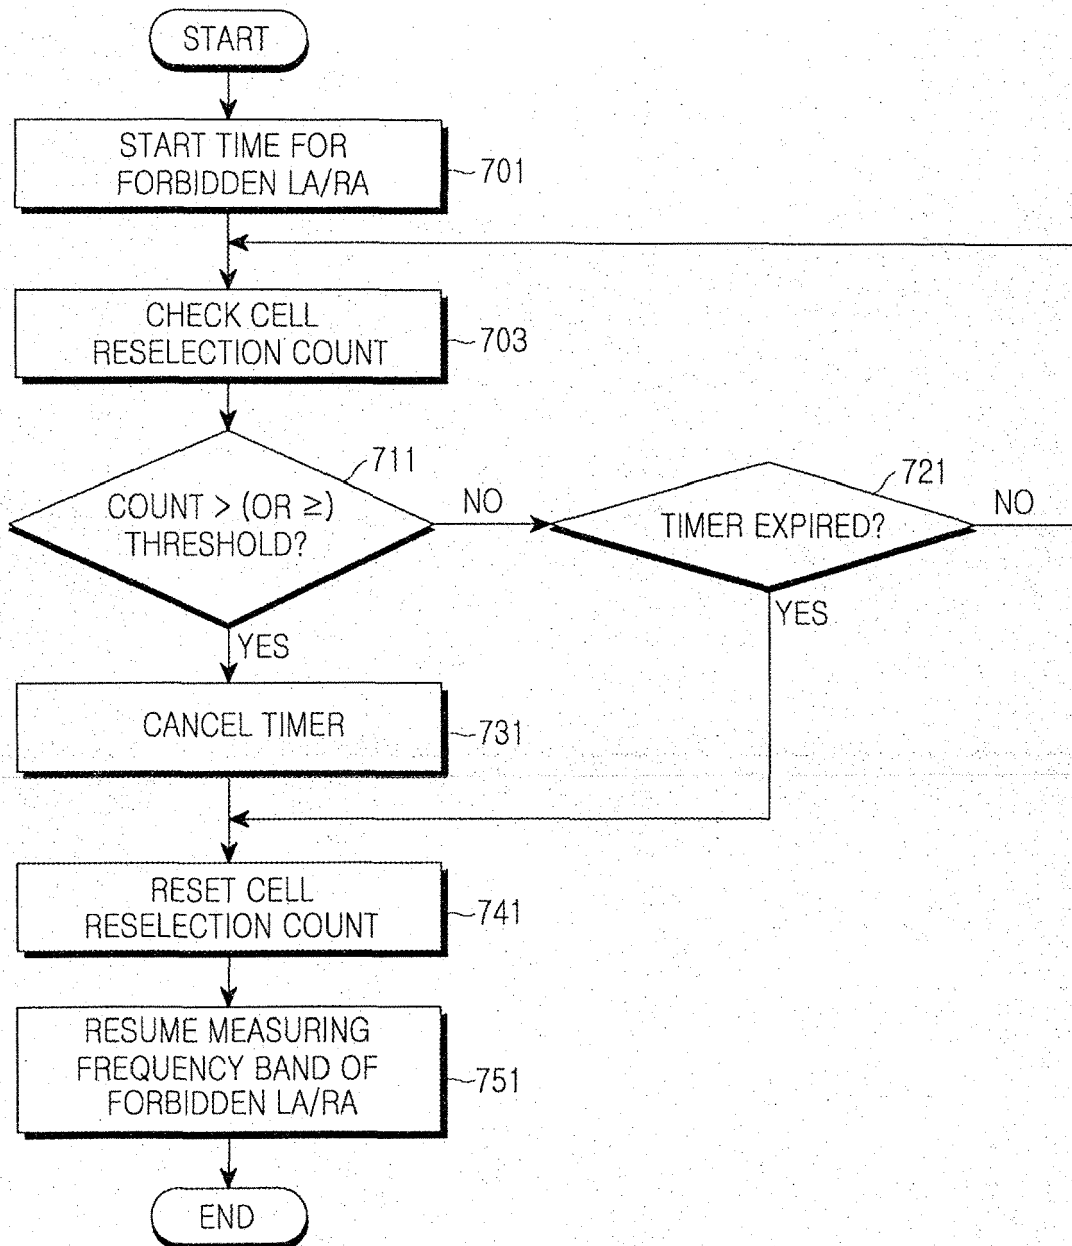 START
START TIME FOR
FORBIDDEN LA/RA
701
CHECK CELL
RESELECTION COUNT
703
711
COUNT > (OR ≥)
THRESHOLD?
NO
721
TIMER EXPIRED?
NO
YES
YES
CANCEL TIMER
731
RESET CELL
RESELECTION COUNT
741
RESUME MEASURING
FREQUENCY BAND OF
FORBIDDEN LA/RA
751
END